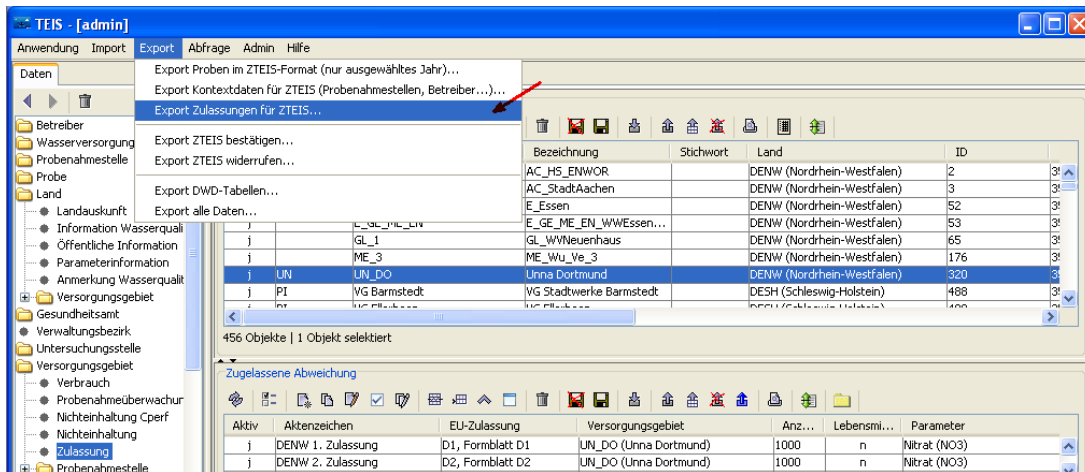 TEIS - [admin]
Anwendung Import Export Abfrage Admin Hilfe
Daten
Export Proben im ZTEIS-Format (nur ausgewähltes Jahr)...
Export Kontextdaten für ZTEIS (Probenahmestellen, Betreiber...)...
Export Zulassungen für ZTEIS...
Export ZTEIS bestätigen...
Export ZTEIS widerrufen...
Export DWD-Tabellen...
Export alle Daten...
Betreiber
Wasserversorgung
Probenahmestelle
Probe
Land
Landauskunft
Information Wasserquali
Öffentliche Information
Parameterinformation
Anmerkung Wasserqualit
Versorgungsgebiet
Gesundheitsamt
Verwaltungsbezirk
Untersuchungsstelle
Versorgungsgebiet
Verbrauch
Probenahmeüberwachur
Nichteinhaltung Cperf
Nichteinhaltung
Zulassung
Probenahmestelle
Bezeichnung Stichwort Land ID
AC_HS_ENWOR DENW (Nordrhein-Westfalen) 2
AC_StadtAachen DENW (Nordrhein-Westfalen) 3
E_Essen DENW (Nordrhein-Westfalen) 52
j E_GE_ME_EN E_GE_ME_EN_WWEssen... DENW (Nordrhein-Westfalen) 53
j GL_1 GL_WVNeuenhaus DENW (Nordrhein-Westfalen) 65
j ME_3 ME_Wu_Ve_3 DENW (Nordrhein-Westfalen) 176
j UN UN_DO Unna Dortmund DENW (Nordrhein-Westfalen) 320
j PI VG Barmstedt VG Stadtwerke Barmstedt DESH (Schleswig-Holstein) 488
456 Objekte | 1 Objekt selektiert
Zugelassene Abweichung
Aktiv Aktenzeichen EU-Zulassung Versorgungsgebiet Anz... Lebensmi... Parameter
j DENW 1. Zulassung D1, Formblatt D1 UN_DO (Unna Dortmund) 1000 n Nitrat (NO3)
j DENW 2. Zulassung D2, Formblatt D2 UN_DO (Unna Dortmund) 1000 n Nitrat (NO3)